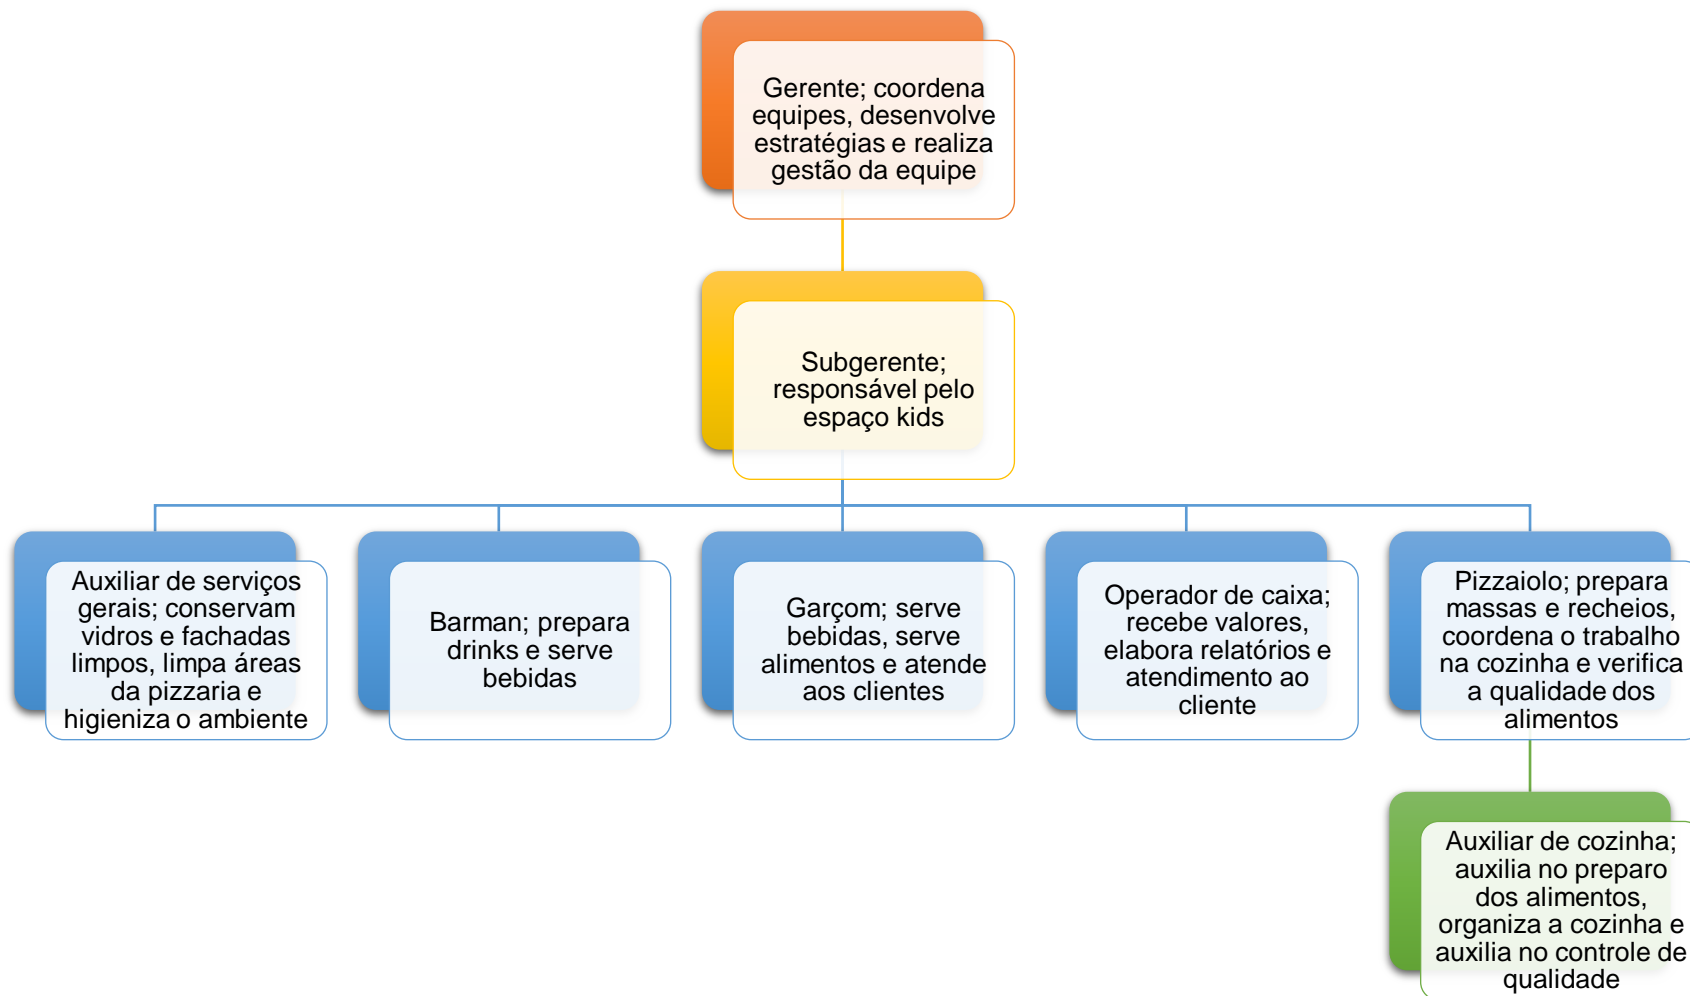 Gerente; coordena
equipes, desenvolve
estratégias e realiza
gestão da equipe
Subgerente;
responsável pelo
espaço kids
Auxiliar de serviços
gerais; conservam
vidros e fachadas
limpos, limpa áreas
da pizzaria e
higieniza o ambiente
Barman; prepara
drinks e serve
bebidas
Garçom; serve
bebidas, serve
alimentos e atende
aos clientes
Operador de caixa;
recebe valores,
elabora relatórios e
atendimento ao
cliente
Pizzaiolo; prepara
massas e recheios,
coordena o trabalho
na cozinha e verifica
a qualidade dos
alimentos
Auxiliar de cozinha;
auxilia no preparo
dos alimentos,
organiza a cozinha e
auxilia no controle de
qualidade